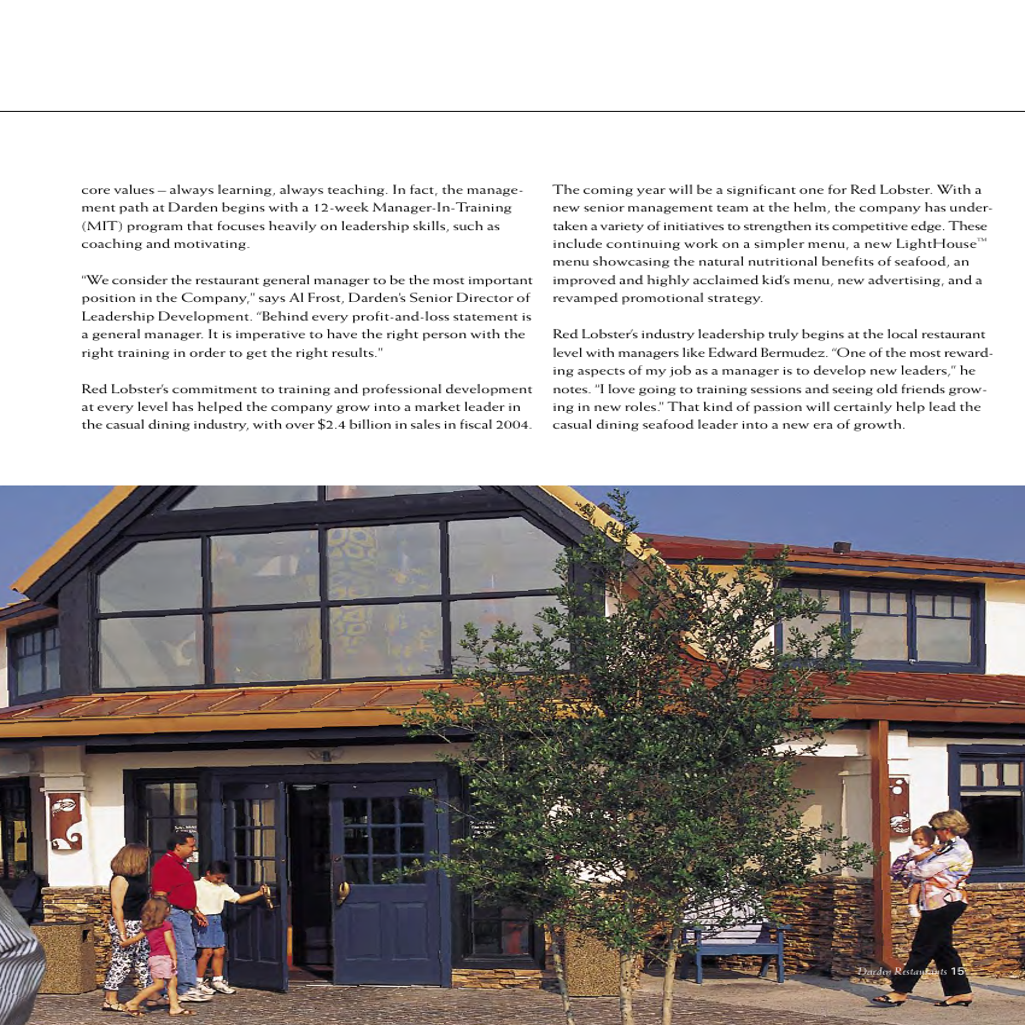 core values – always learning, always teaching. In fact, the manage-
ment path at Darden begins with a 12-week Manager-In-Training
(MIT) program that focuses heavily on leadership skills, such as
coaching and motivating.
“We consider the restaurant general manager to be the most important
position in the Company,” says Al Frost, Darden’s Senior Director of
Leadership Development. “Behind every profit-and-loss statement is
a general manager. It is imperative to have the right person with the
right training in order to get the right results.”
Red Lobster’s commitment to training and professional development
at every level has helped the company grow into a market leader in
the casual dining industry, with over $2.4 billion in sales in fiscal 2004.
The coming year will be a significant one for Red Lobster. With a
new senior management team at the helm, the company has under-
taken a variety of initiatives to strengthen its competitive edge. These
include continuing work on a simpler menu, a new LightHouse™
menu showcasing the natural nutritional benefits of seafood, an
improved and highly acclaimed kid’s menu, new advertising, and a
revamped promotional strategy.
Red Lobster’s industry leadership truly begins at the local restaurant
level with managers like Edward Bermudez. “One of the most reward-
ing aspects of my job as a manager is to develop new leaders,” he
notes. “I love going to training sessions and seeing old friends grow-
ing in new roles.” That kind of passion will certainly help lead the
casual dining seafood leader into a new era of growth.
Darden Restaurants 15